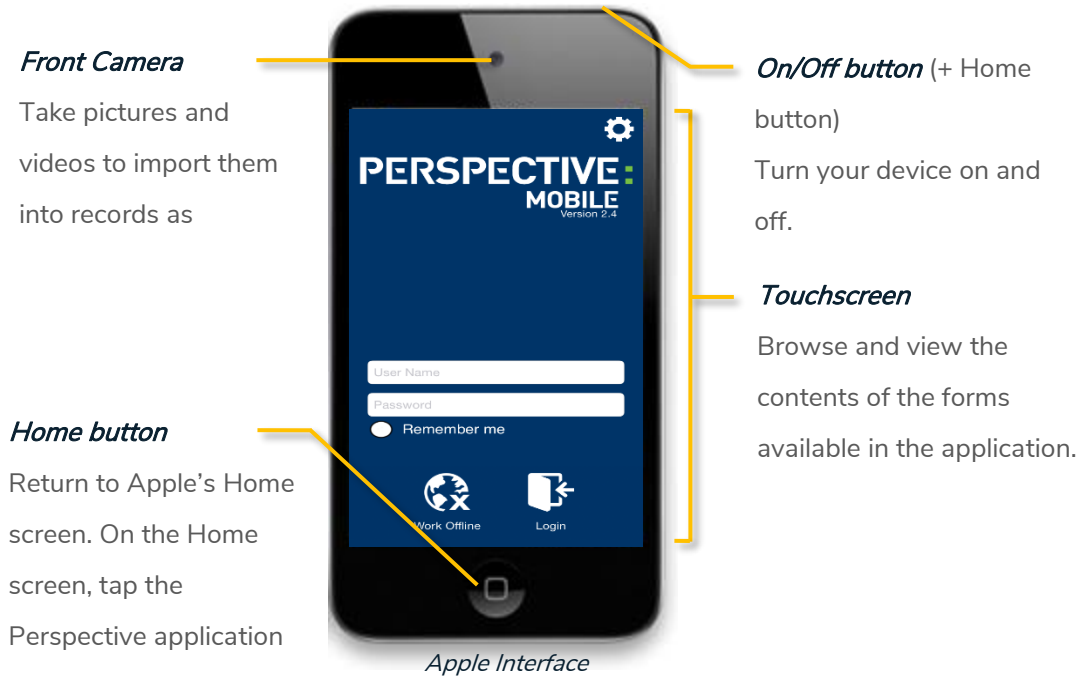 Front Camera
Take pictures and
videos to import them
into records as
On/Off button (+ Home
button)
Turn your device on and
off.
PERSPECTIVE:
MOBILE
Version 2.4
Touchscreen
Browse and view the
contents of the forms
available in the application.
User Name
Password
Remember me
Home button
Return to Apple's Home
screen. On the Home
screen, tap the
Perspective application
Work Offline
Login
Apple Interface